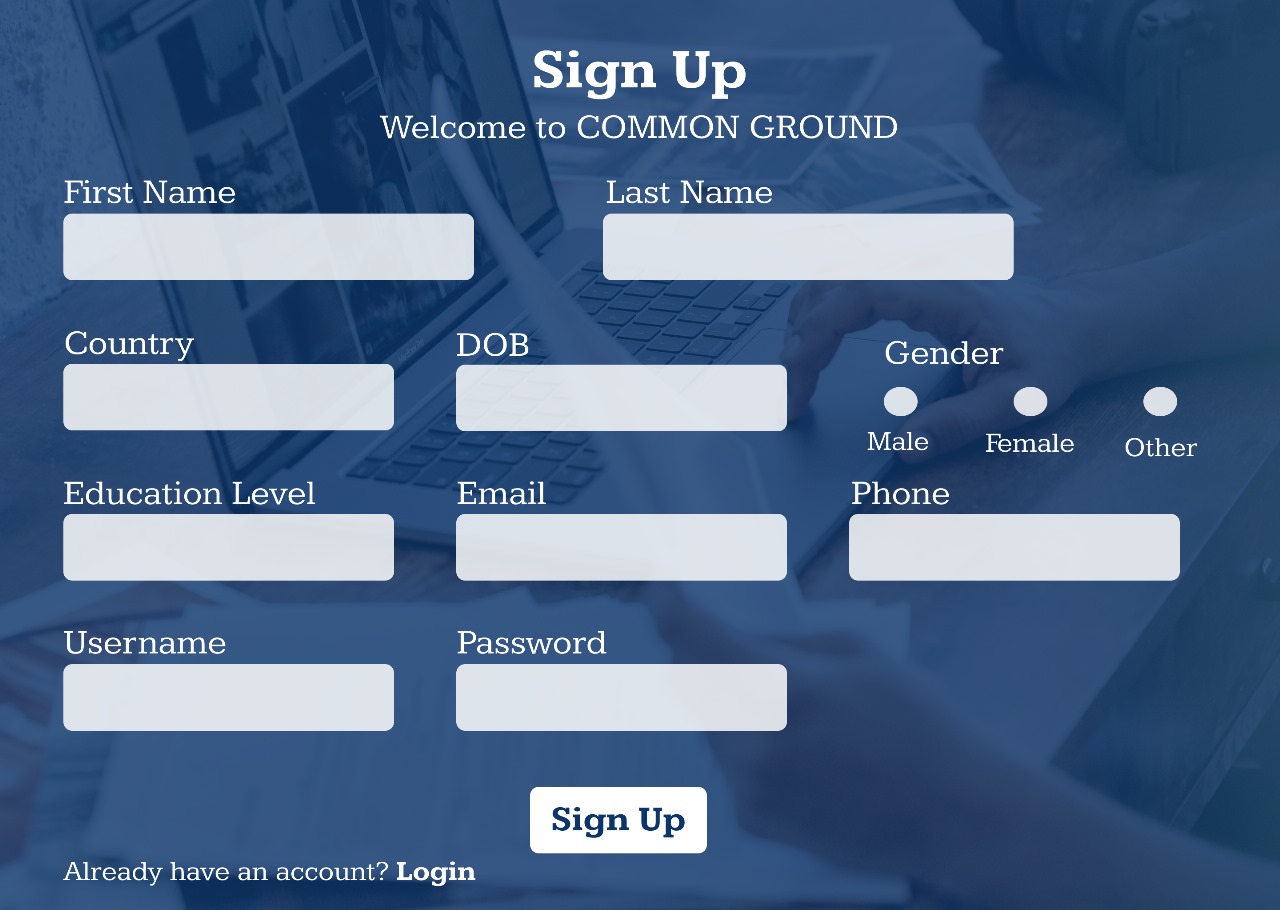 Sign Up
Welcome to COMMON GROUND
First Name
Last Name
Country
DOB
Gender
Male
Female
Other
Education Level
Email
Phone
Username
Password
Sign Up
Already have an account? Login